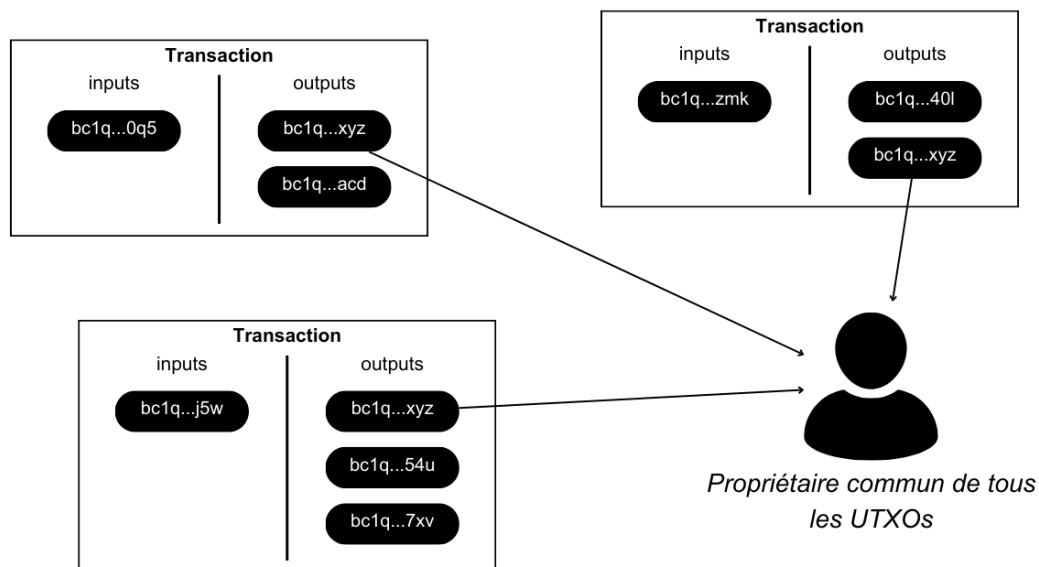 Transaction
inputs
outputs
bc1q...0q5
bc1q...xyz
bc1q...acd
Transaction
inputs
outputs
bc1q...zmk
bc1q...40l
bc1q...xyz
Transaction
inputs
outputs
bc1q...j5w
bc1q...xyz
bc1q...54u
bc1q...7xv
Propriétaire commun de tous
les UTXOs